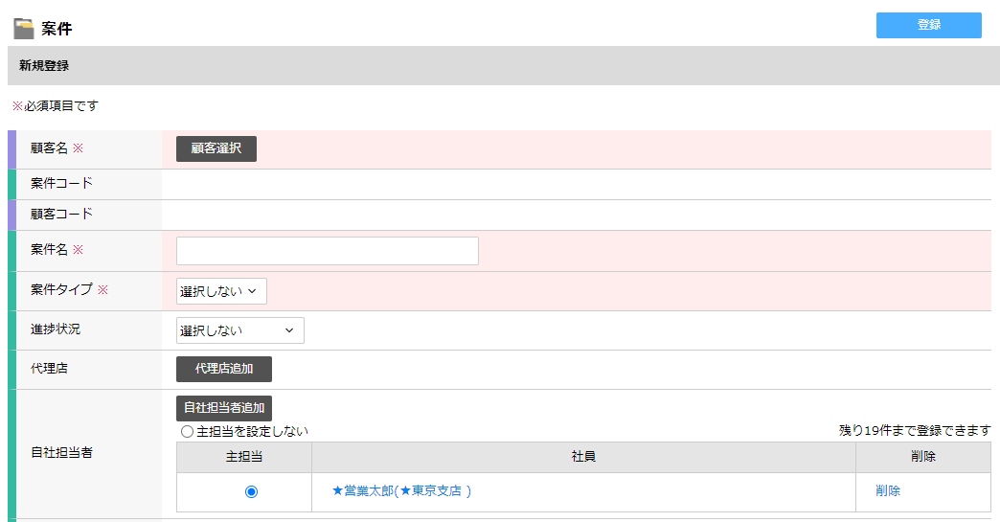 案件
登録
新規登録
※必須項目です
顧客名 ※
顧客選択
案件コード
顧客コード
案件名 ※
案件タイプ ※
選択しない
進捗状況
選択しない
代理店
代理店追加
自社担当者
自社担当者追加
主担当を設定しない
残り19件まで登録できます
主担当 社員 削除
★営業太郎(★東京支店 ) 削除